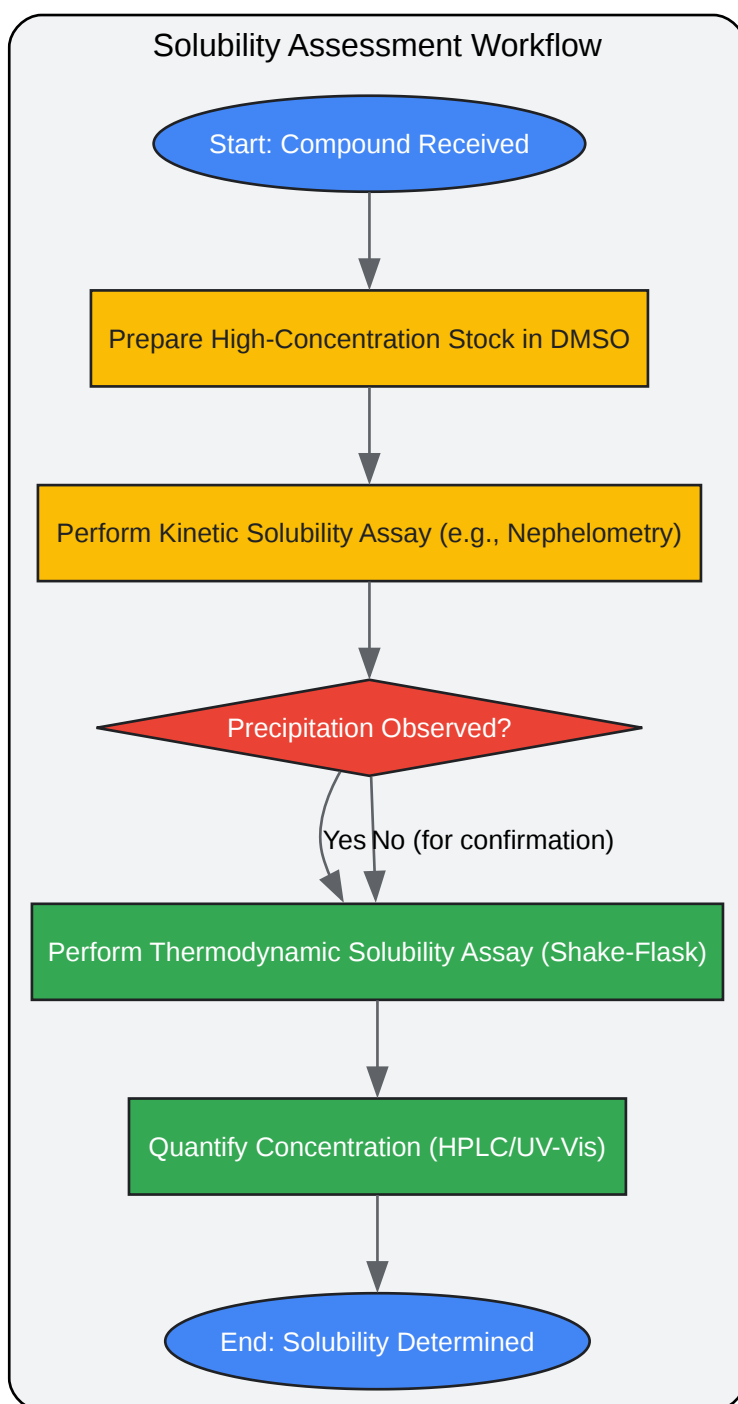 Solubility Assessment Workflow
Start: Compound Received
Prepare High-Concentration Stock in DMSO
Perform Kinetic Solubility Assay (e.g., Nephelometry)
Precipitation Observed?
Yes
No (for confirmation)
Perform Thermodynamic Solubility Assay (Shake-Flask)
Quantify Concentration (HPLC/UV-Vis)
End: Solubility Determined